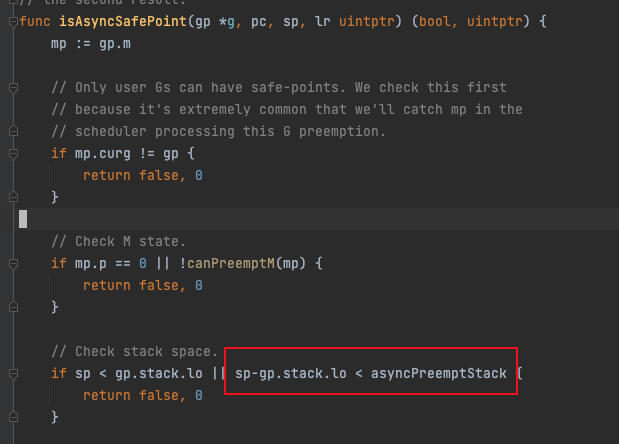 // the second result.
func isAsyncSafePoint(gp *g, pc, sp, lr uintptr) (bool, uintptr) {
mp := gp.m
// Only user Gs can have safe-points. We check this first
// because it's extremely common that we'll catch mp in the
// scheduler processing this G preemption.
if mp.curg != gp {
return false, 0
}
// Check M state.
if mp.p == 0 || !canPreemptM(mp) {
return false, 0
}
// Check stack space.
if sp < gp.stack.lo || sp-gp.stack.lo < asyncPreemptStack {
return false, 0
}